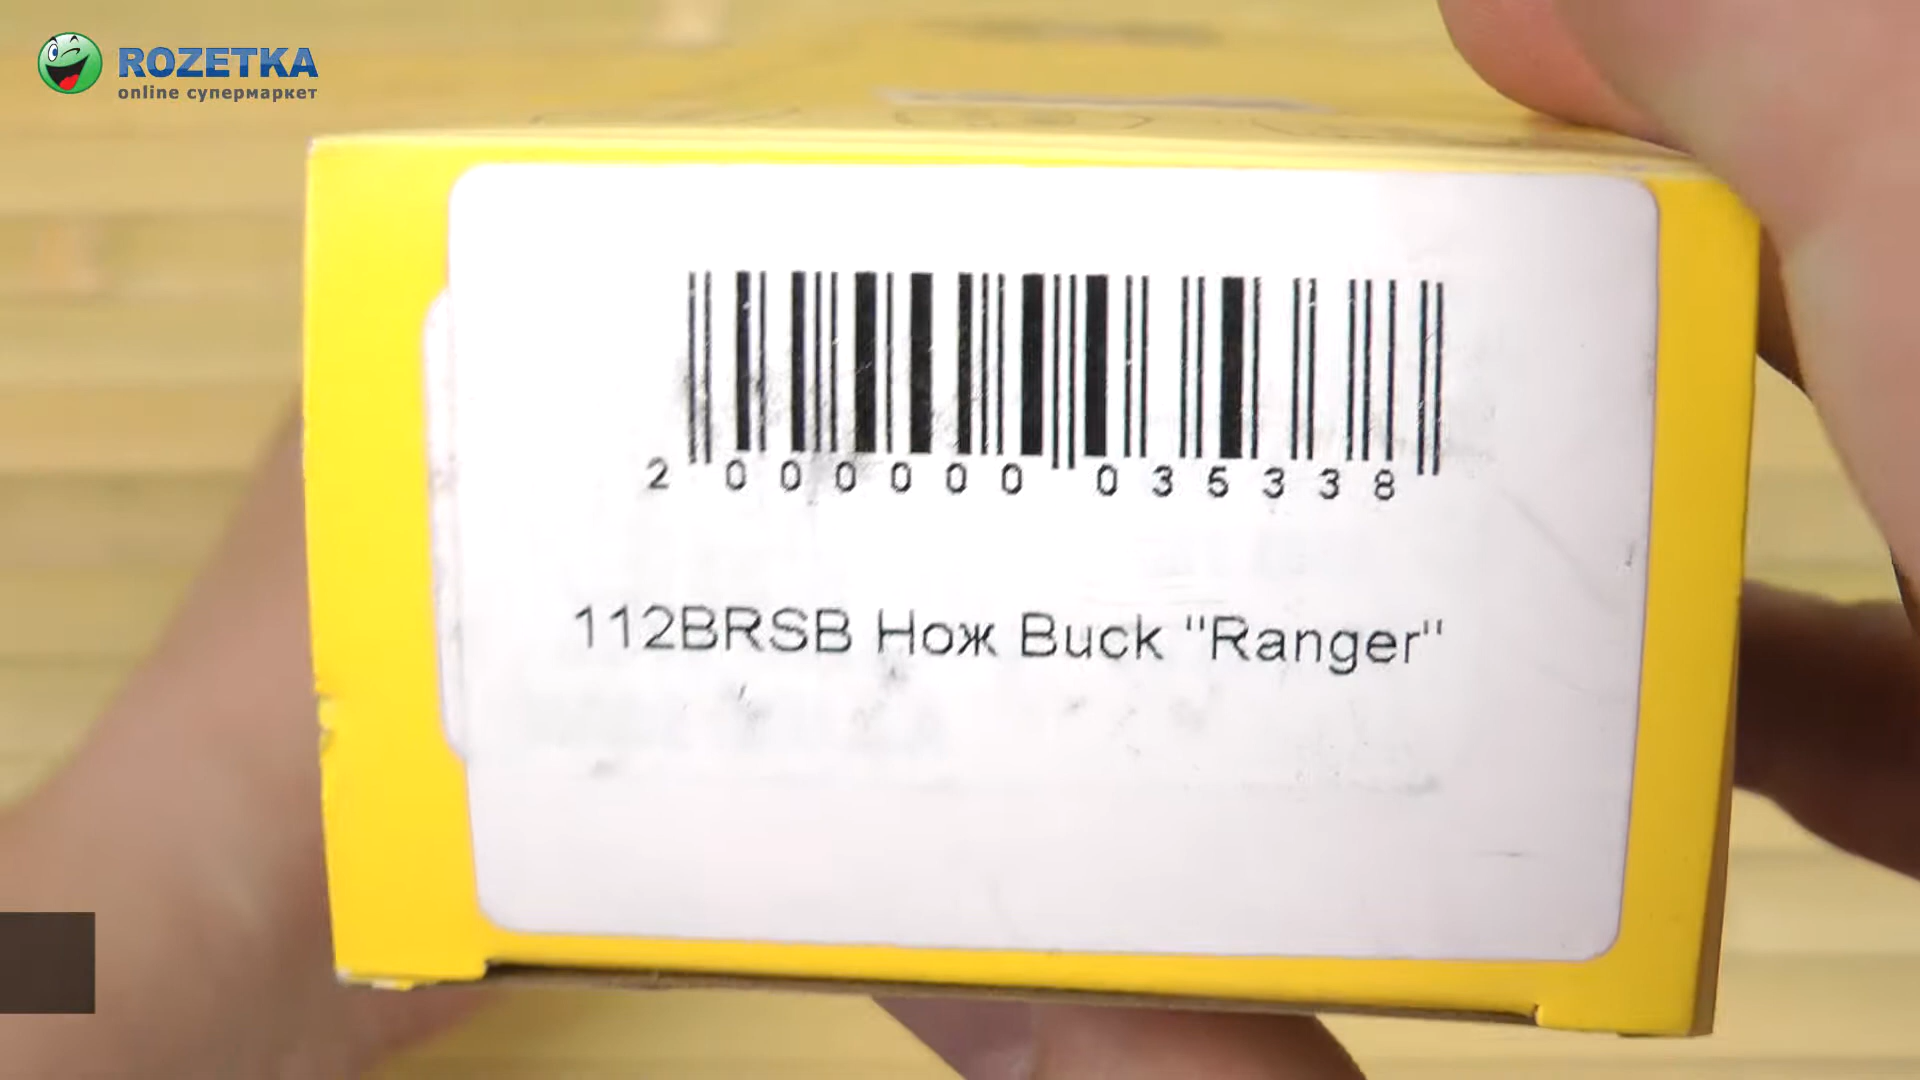 ROZETKA
online супермаркет
2 000000 035338
112BRSB Нож Buck "Ranger"